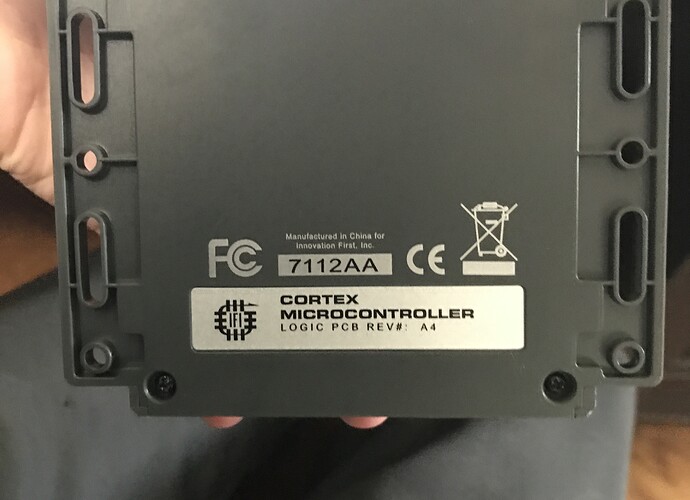 Manufactured in China for
Innovation First, Inc.
FC
7112AA
CE
IFI
CORTEX
MICROCONTROLLER
LOGIC PCB REV#: A4